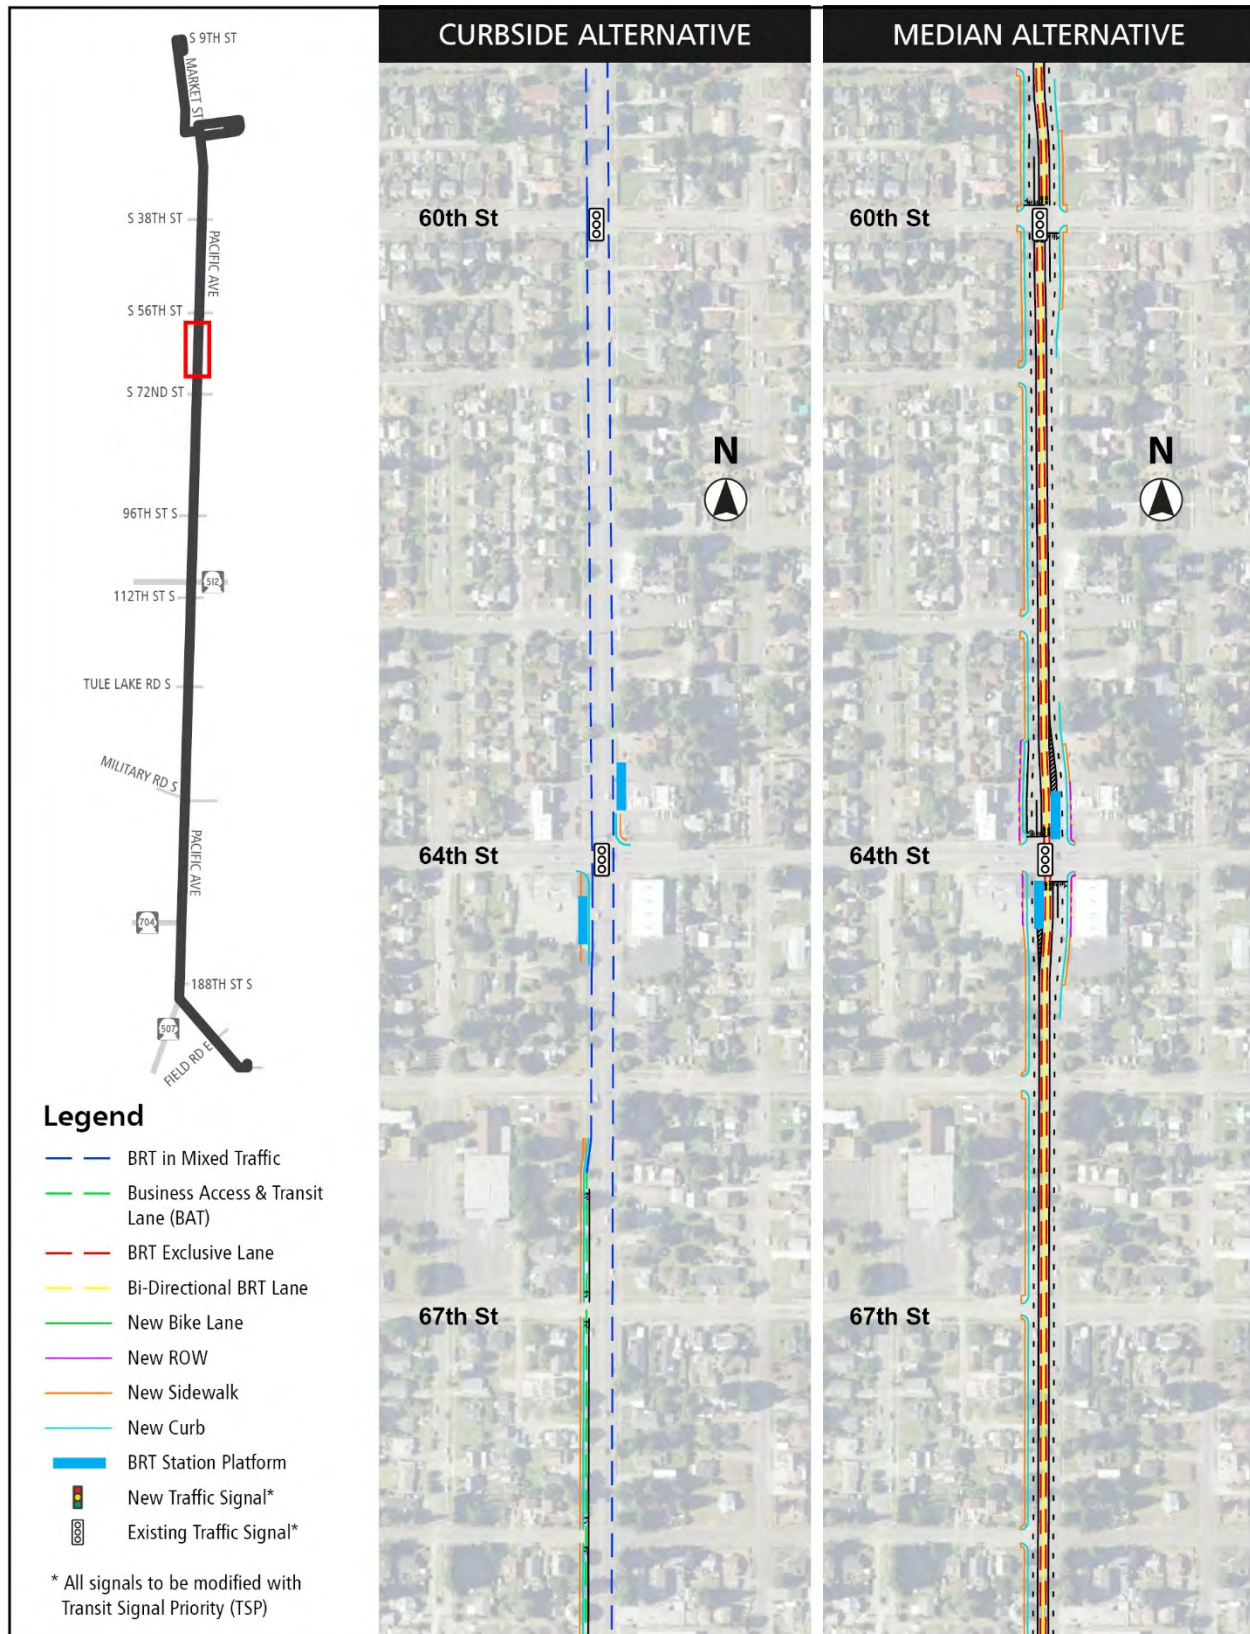 S 9TH ST
MARKET ST
S 38TH ST
PACIFIC AVE
S 56TH ST
S 72ND ST
96TH ST S
512
112TH ST S
TULE LAKE RD S
MILITARY RD S
PACIFIC AVE
704
188TH ST S
507
FIELD RD E
Legend
BRT in Mixed Traffic
Business Access & Transit
Lane (BAT)
BRT Exclusive Lane
Bi-Directional BRT Lane
New Bike Lane
New ROW
New Sidewalk
New Curb
BRT Station Platform
New Traffic Signal*
Existing Traffic Signal*
* All signals to be modified with
Transit Signal Priority (TSP)
CURBSIDE ALTERNATIVE
60th St
N
64th St
67th St
MEDIAN ALTERNATIVE
60th St
N
64th St
67th St